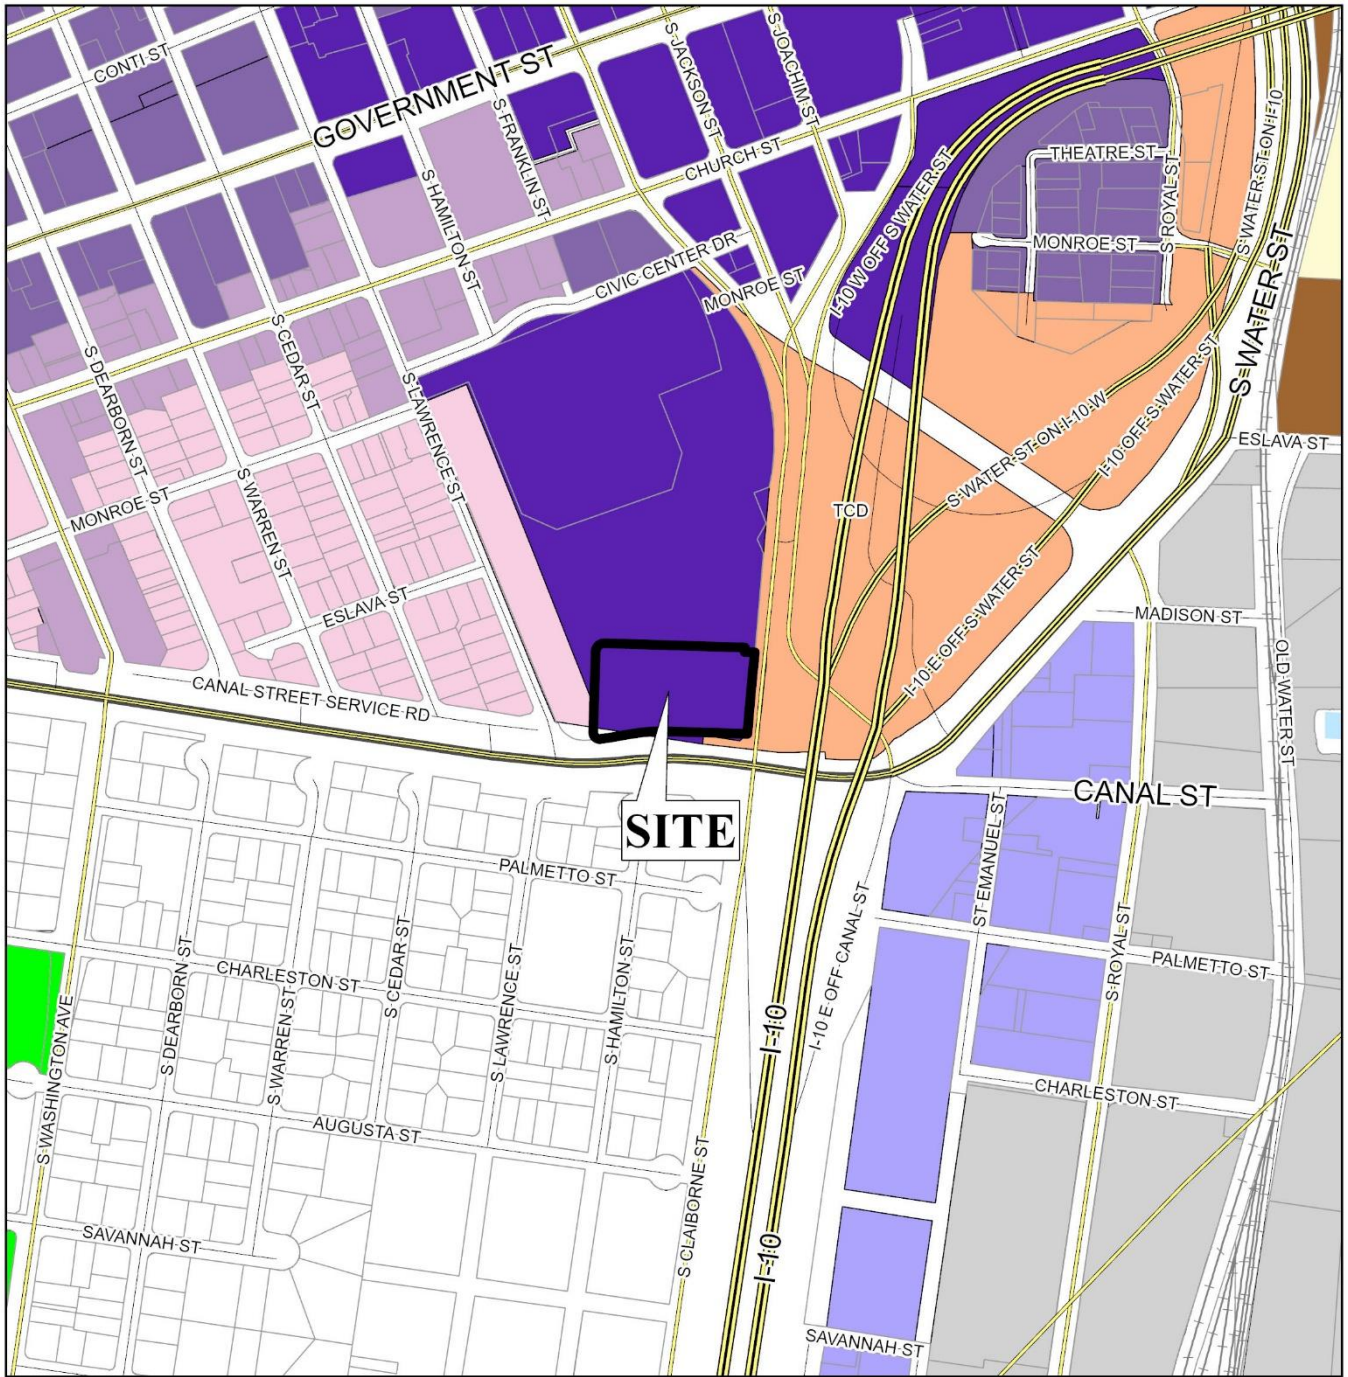 CONTI ST
GOVERNMENT ST
S FRANKLIN ST
S JACKSON ST
S JOACHIM ST
CHURCH ST
S HAMILTON ST
CIVIC CENTER DR
MONROE ST
I-10 W OFF S WATER ST
THEATRE ST
S ROYAL ST
MONROE ST
S WATER ST ON I-10
S WATER ST
S DEARBORN ST
S CEDAR ST
S LAWRENCE ST
MONROE ST
S WARREN ST
ESLAVA ST
TCD
S WATER ST ON I-10 W
I-10 OFF S WATER ST
I-10 E OFF S WATER ST
ESLAVA ST
MADISON ST
OLD WATER ST
CANAL STREET SERVICE RD
SITE
CANAL ST
PALMETTO ST
ST EMANUEL ST
S ROYAL ST
PALMETTO ST
CHARLESTON ST
S DEARBORN ST
S WARREN ST
S CEDAR ST
S LAWRENCE ST
S HAMILTON ST
S WASHINGTON AVE
I-10
I-10 E OFF CANAL ST
CHARLESTON ST
AUGUSTA ST
S CLAIBORNE ST
I-10
SAVANNAH ST
SAVANNAH ST